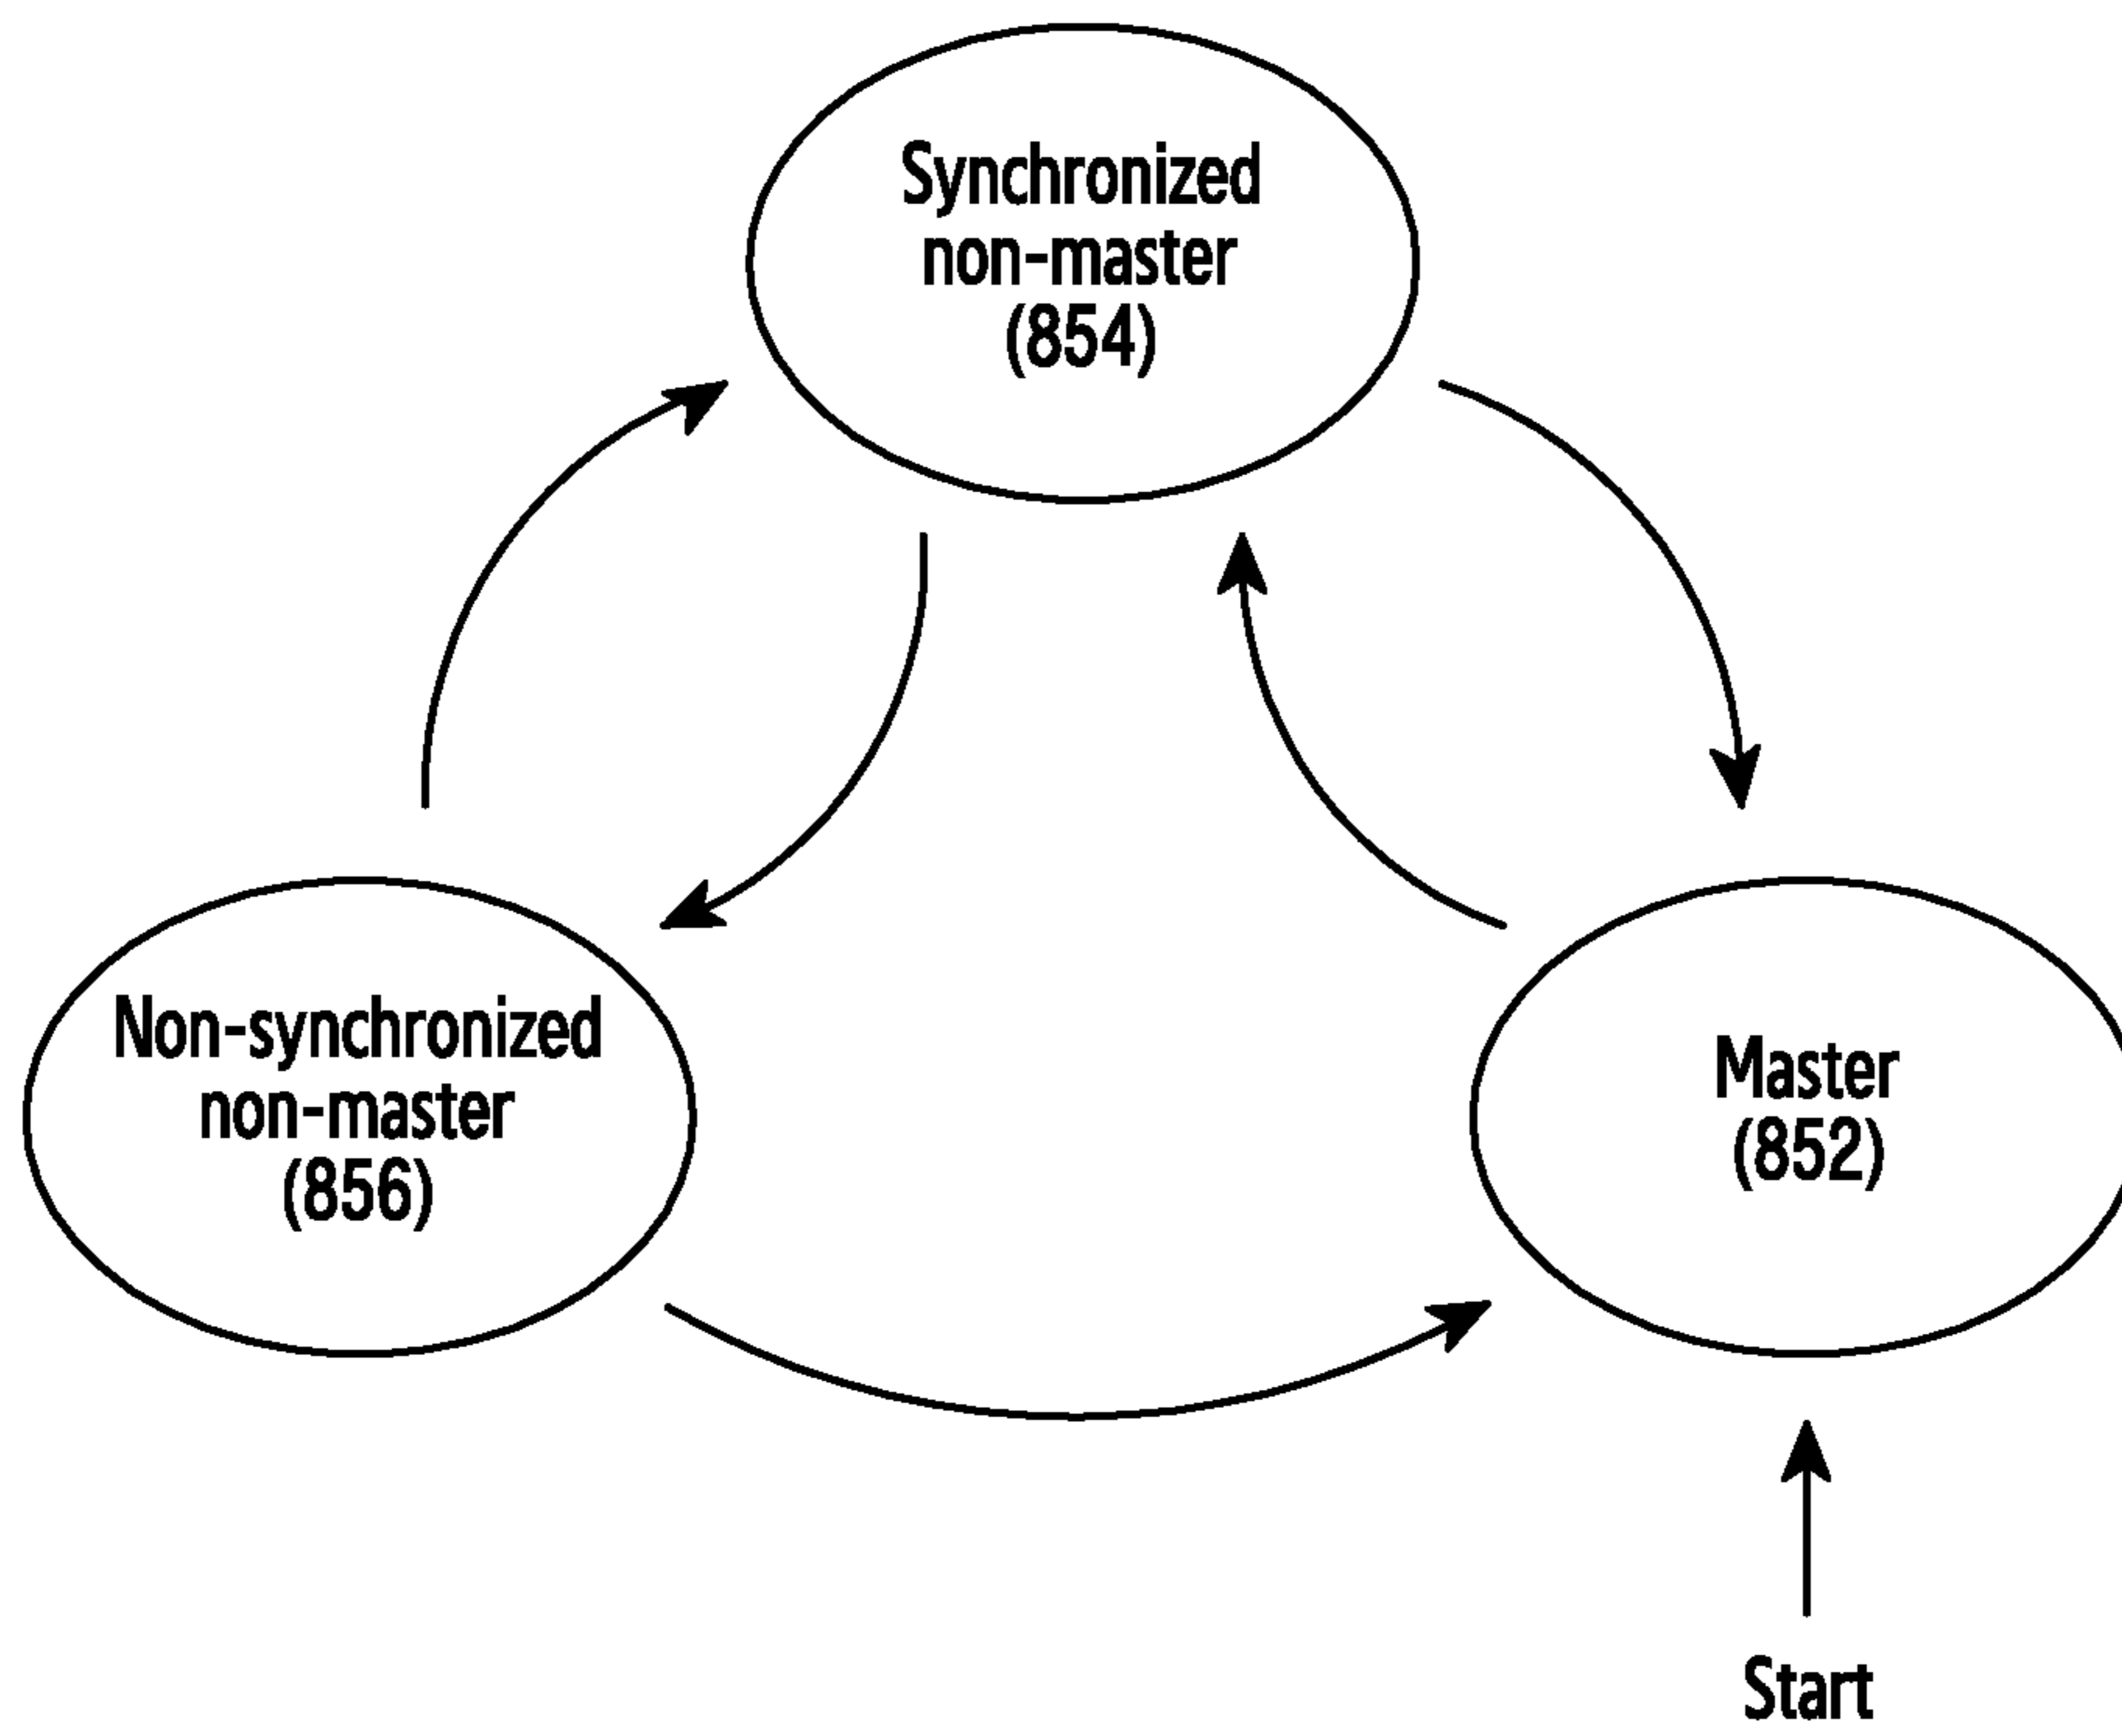 Synchronized
non-master
(854)
Non-synchronized
non-master
(856)
Master
(852)
Start